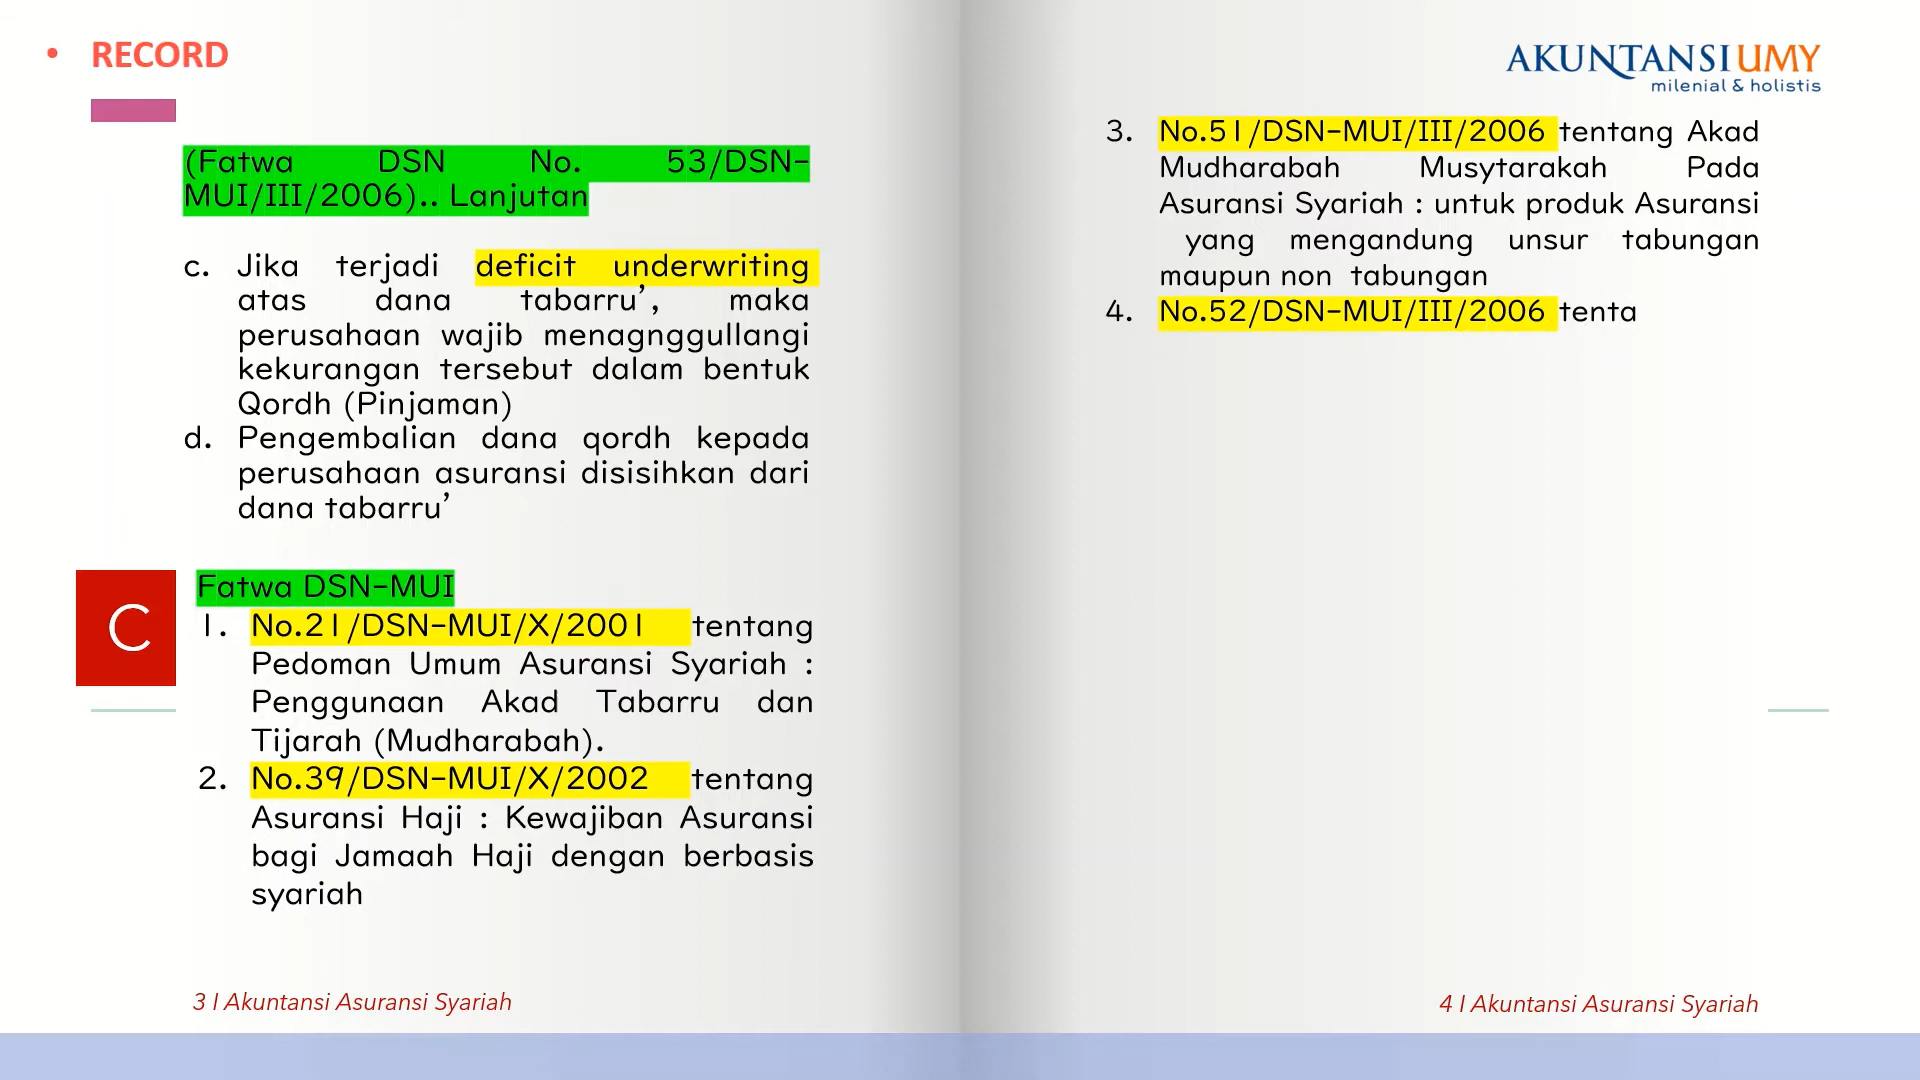 • RECORD
AKUNTANSI UMY
milenial & holistis
(Fatwa DSN No. 53/DSN-
MUI/III/2006).. Lanjutan
c. Jika terjadi deficit underwriting
atas dana tabarru’, maka
perusahaan wajib menagnggullangi
kekurangan tersebut dalam bentuk
Qordh (Pinjaman)
d. Pengembalian dana qordh kepada
perusahaan asuransi disisihkan dari
dana tabarru’
C
Fatwa DSN-MUI
1. No.21/DSN-MUI/X/2001 tentang
Pedoman Umum Asuransi Syariah :
Penggunaan Akad Tabarru dan
Tijarah (Mudharabah).
2. No.39/DSN-MUI/X/2002 tentang
Asuransi Haji : Kewajiban Asuransi
bagi Jamaah Haji dengan berbasis
syariah
3 I Akuntansi Asuransi Syariah
3. No.51/DSN-MUI/III/2006 tentang Akad
Mudharabah Musytarakah Pada
Asuransi Syariah : untuk produk Asuransi
yang mengandung unsur tabungan
maupun non tabungan
4. No.52/DSN-MUI/III/2006 tenta
4 I Akuntansi Asuransi Syariah